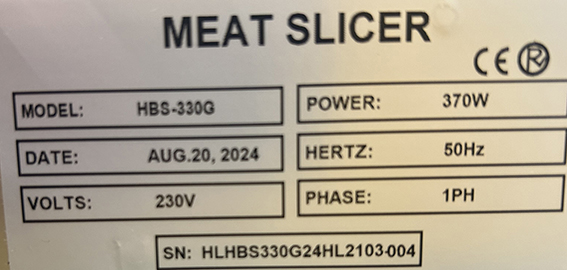 MEAT SLICER
CE R
MODEL: HBS-330G
POWER: 370W
DATE: AUG.20, 2024
HERTZ: 50Hz
VOLTS: 230V
PHASE: 1PH
SN: HLHBS330G24HL2103-004